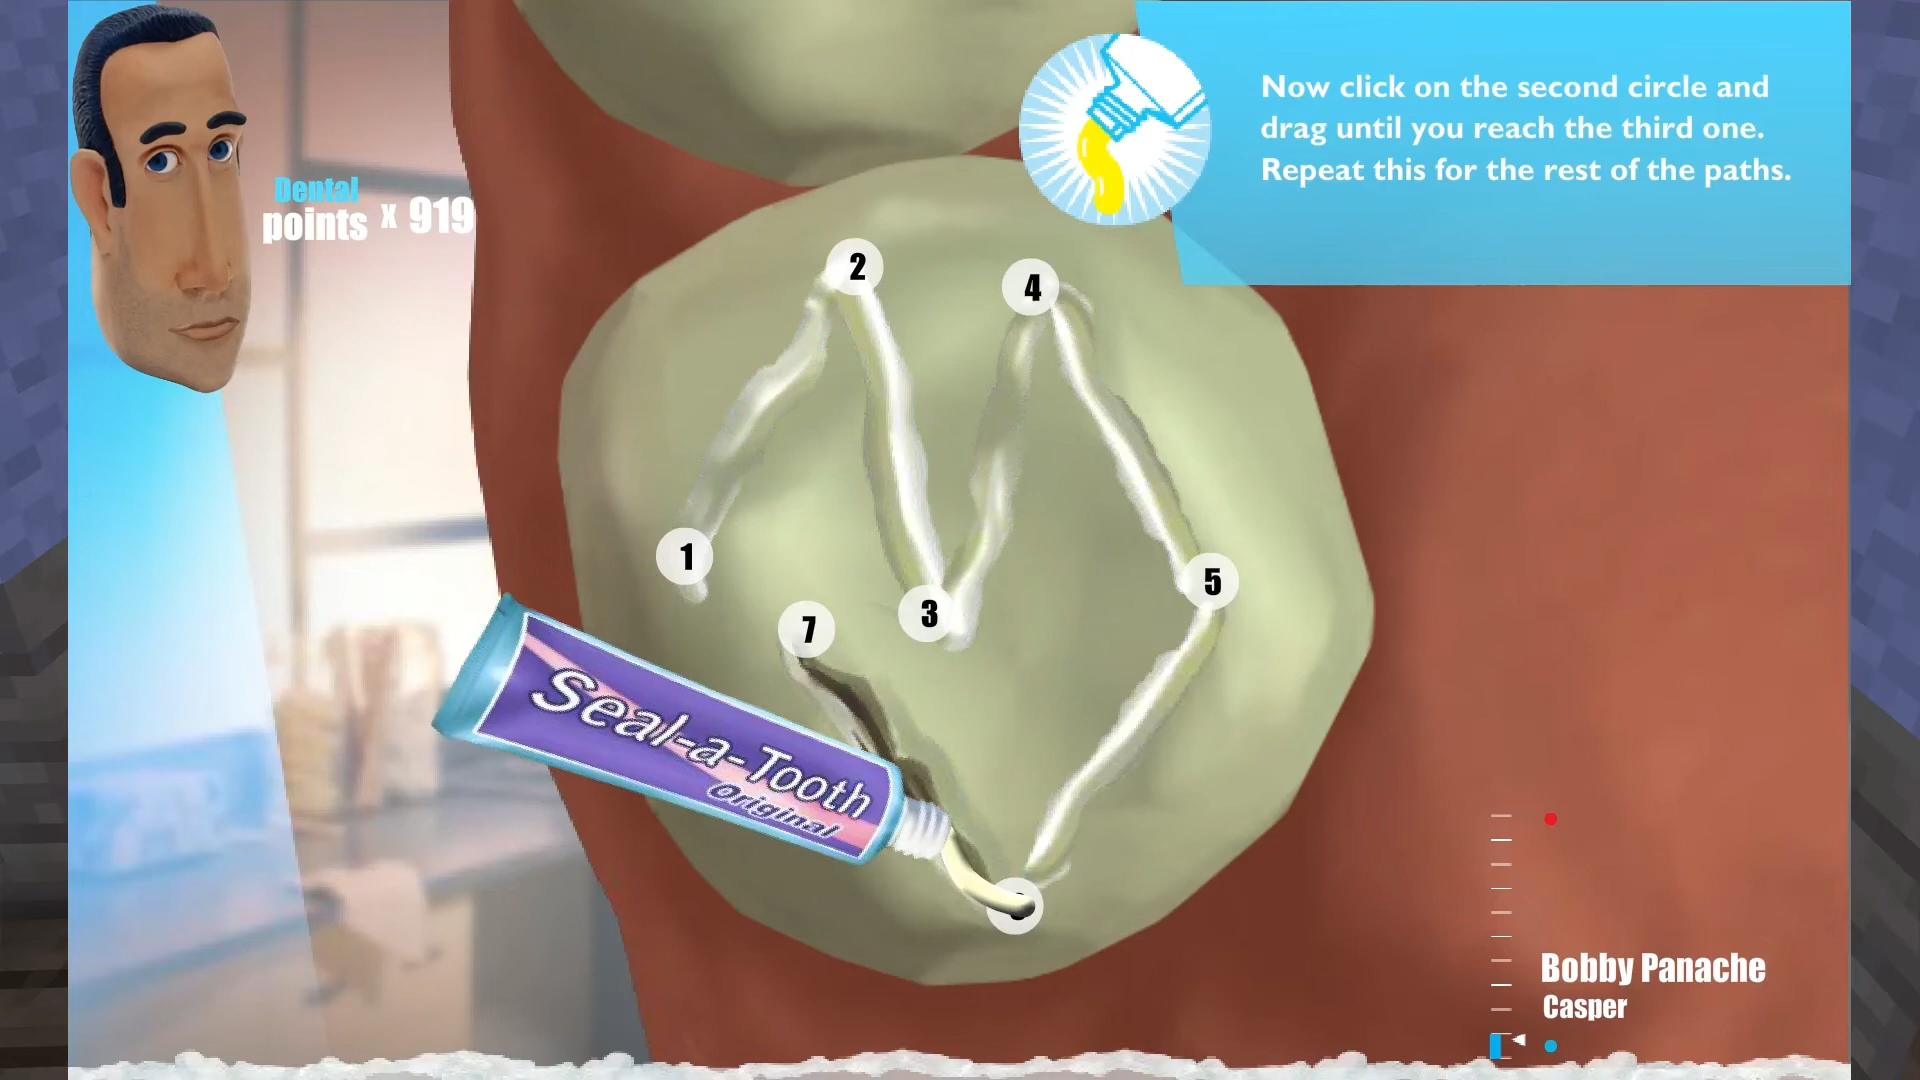 Now click on the second circle and
drag until you reach the third one.
Repeat this for the rest of the paths.
Dental
points x 919
2
4
1
5
3
7
Seal-a-Tooth
Original
Bobby Panache
Casper